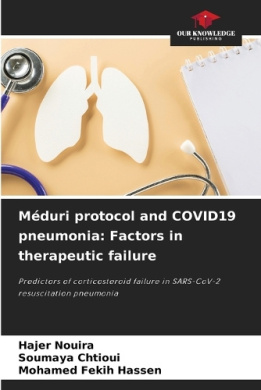 OUR KNOWLEDGE
PUBLISHING
Méduri protocol and COVID19
pneumonia: Factors in
therapeutic failure
Predictors of corticosteroid failure in SARS-CoV-2
resuscitation pneumonia
Hajer Nouira
Soumaya Chtioui
Mohamed Fekih Hassen